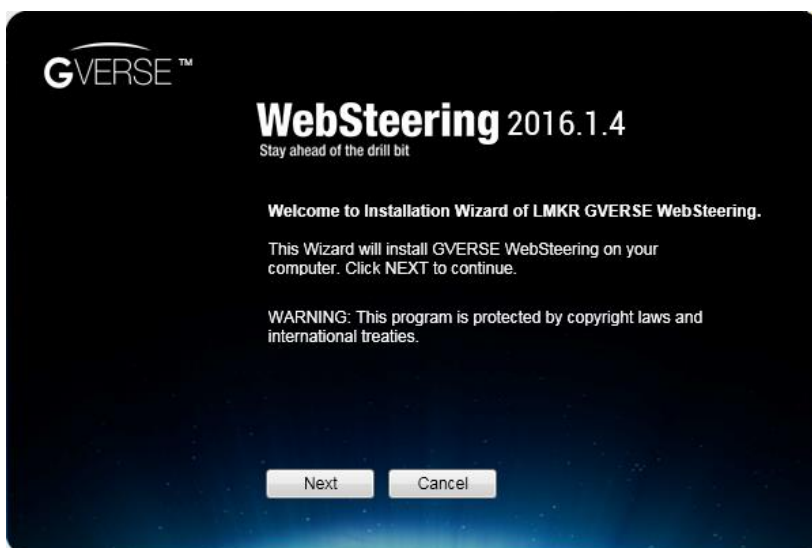 GVERSE™
WebSteering 2016.1.4
Stay ahead of the drill bit
Welcome to Installation Wizard of LMKR GVERSE WebSteering.
This Wizard will install GVERSE WebSteering on your
computer. Click NEXT to continue.
WARNING: This program is protected by copyright laws and
international treaties.
Next Cancel